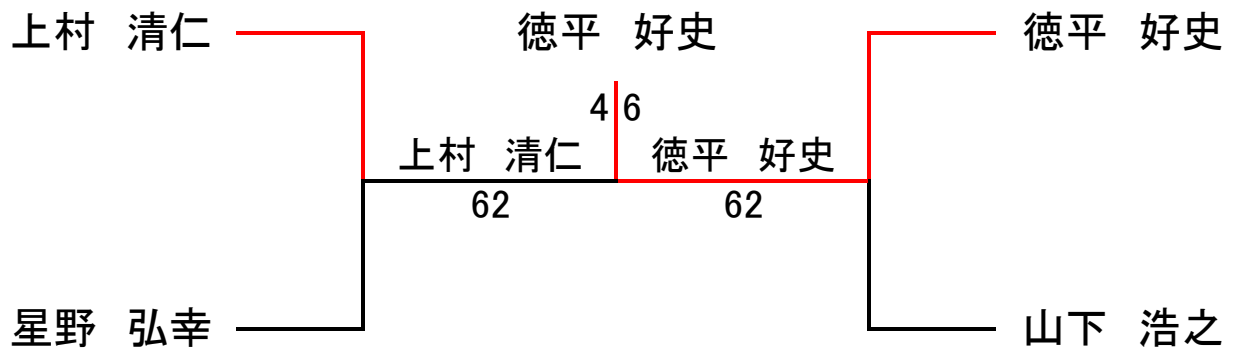 上村 清仁 徳平 好史 徳平 好史
4 6
上村 清仁 徳平 好史
62 62
星野 弘幸 山下 浩之